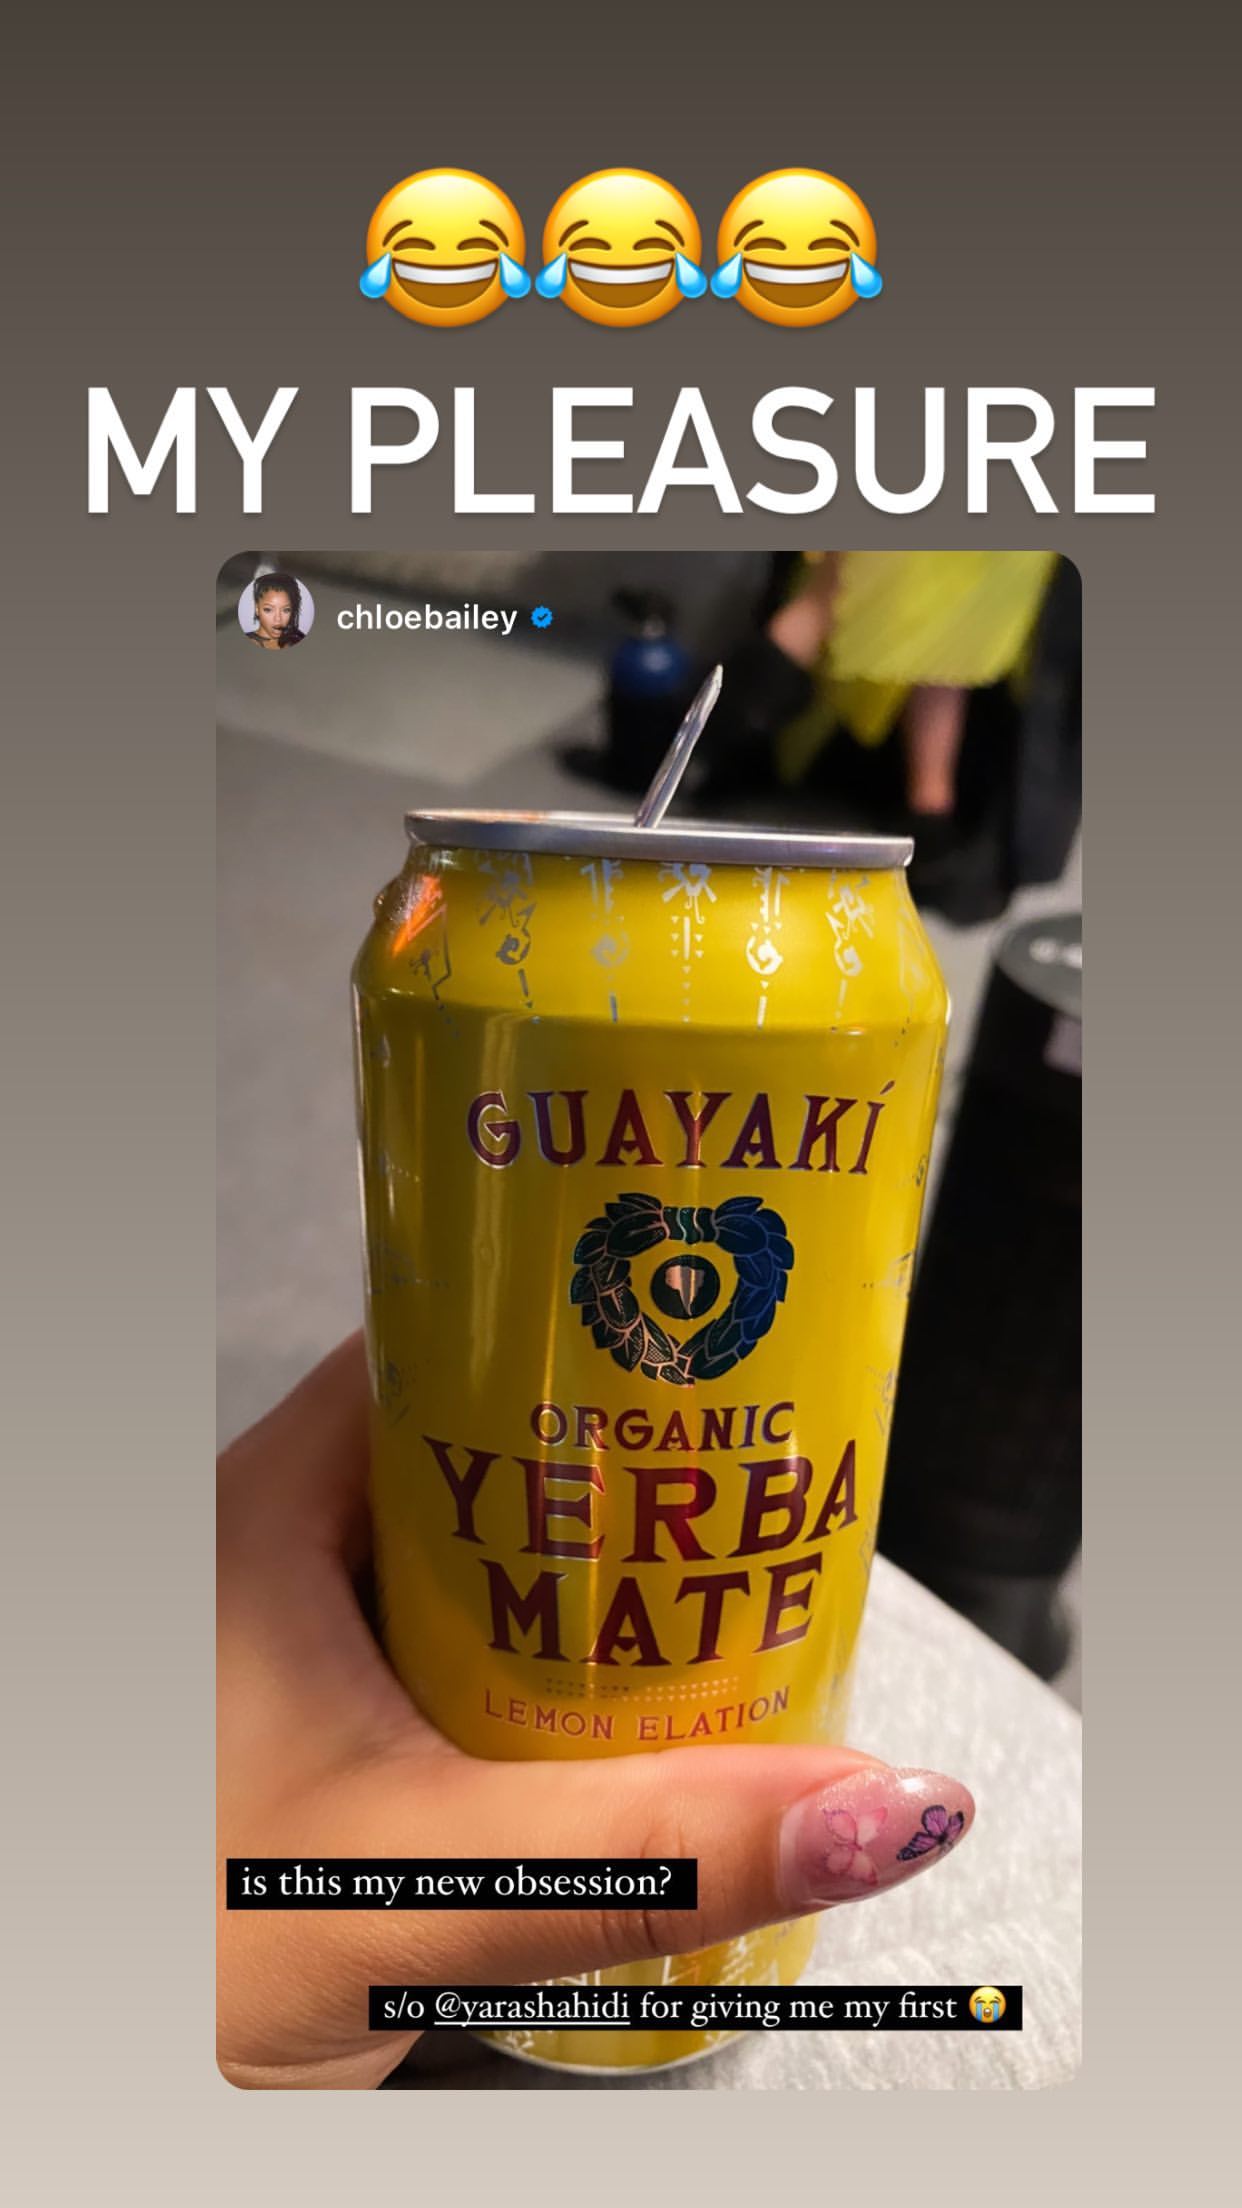 😂😂😂
MY PLEASURE
chloebailey
GUAYAKÍ
ORGANIC
YERBA
MATE
LEMON ELATION
is this my new obsession?
s/o @yarashahidi for giving me my first 😭